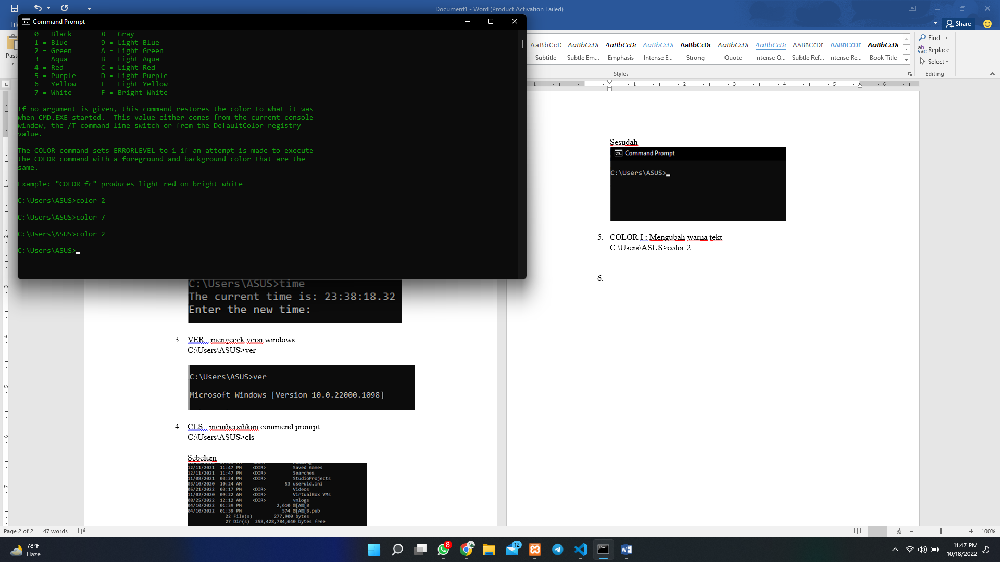 Document1 - Word (Product Activation Failed)
Share
Command Prompt
0 = Black 8 = Gray
1 = Blue 9 = Light Blue
2 = Green A = Light Green
3 = Aqua B = Light Aqua
4 = Red C = Light Red
5 = Purple D = Light Purple
6 = Yellow E = Light Yellow
7 = White F = Bright White
If no argument is given, this command restores the color to what it was
when CMD.EXE started. This value either comes from the current console
window, the /T command line switch or from the DefaultColor registry
value.
The COLOR command sets ERRORLEVEL to 1 if an attempt is made to execute
the COLOR command with a foreground and background color that are the
same.
Example: "COLOR fc" produces light red on bright white
C:\Users\ASUS>color 2
C:\Users\ASUS>color 7
C:\Users\ASUS>color 2
C:\Users\ASUS>
AaBbCcD AaBbCcDc AaBbCcDc AaBbCcDc AaBbCcDc AaBbCcDc AaBbCcDc AABBCCDE AABBCCDE AaBbCcDc
Subtitle Subtle Em... Emphasis Intense E... Strong Quote Intense Q... Subtle Ref... Intense Re... Book Title
Styles
Find
Replace
Select
Editing
C:\Users\ASUS>time
The current time is: 23:38:18.32
Enter the new time:
3. VER : mengecek versi windows
C:\Users\ASUS>ver
C:\Users\ASUS>ver
Microsoft Windows [Version 10.0.22000.1098]
4. CLS : membersihkan commend prompt
C:\Users\ASUS>cls
Sebelum
12/11/2021 11:47 PM <DIR> Saved Games
12/11/2021 11:47 PM <DIR> Searches
11/08/2021 03:24 PM <DIR> StudioProjects
03/10/2020 10:24 AM 53 useruid.ini
05/21/2022 03:17 PM <DIR> Videos
11/02/2020 09:22 AM <DIR> VirtualBox VMs
08/25/2022 12:12 AM <DIR> vmlogs
04/10/2022 01:39 PM 2,610
04/10/2022 01:39 PM 574
22 File(s) 277,900 bytes
27 Dir(s) 258,428,784,640 bytes free
Sesudah
Command Prompt
C:\Users\ASUS>
5. COLOR I : Mengubah warna tekt
C:\Users\ASUS>color 2
6.
Page 2 of 2 47 words
100%
78°F
Haze
8
12
11:47 PM
10/18/2022